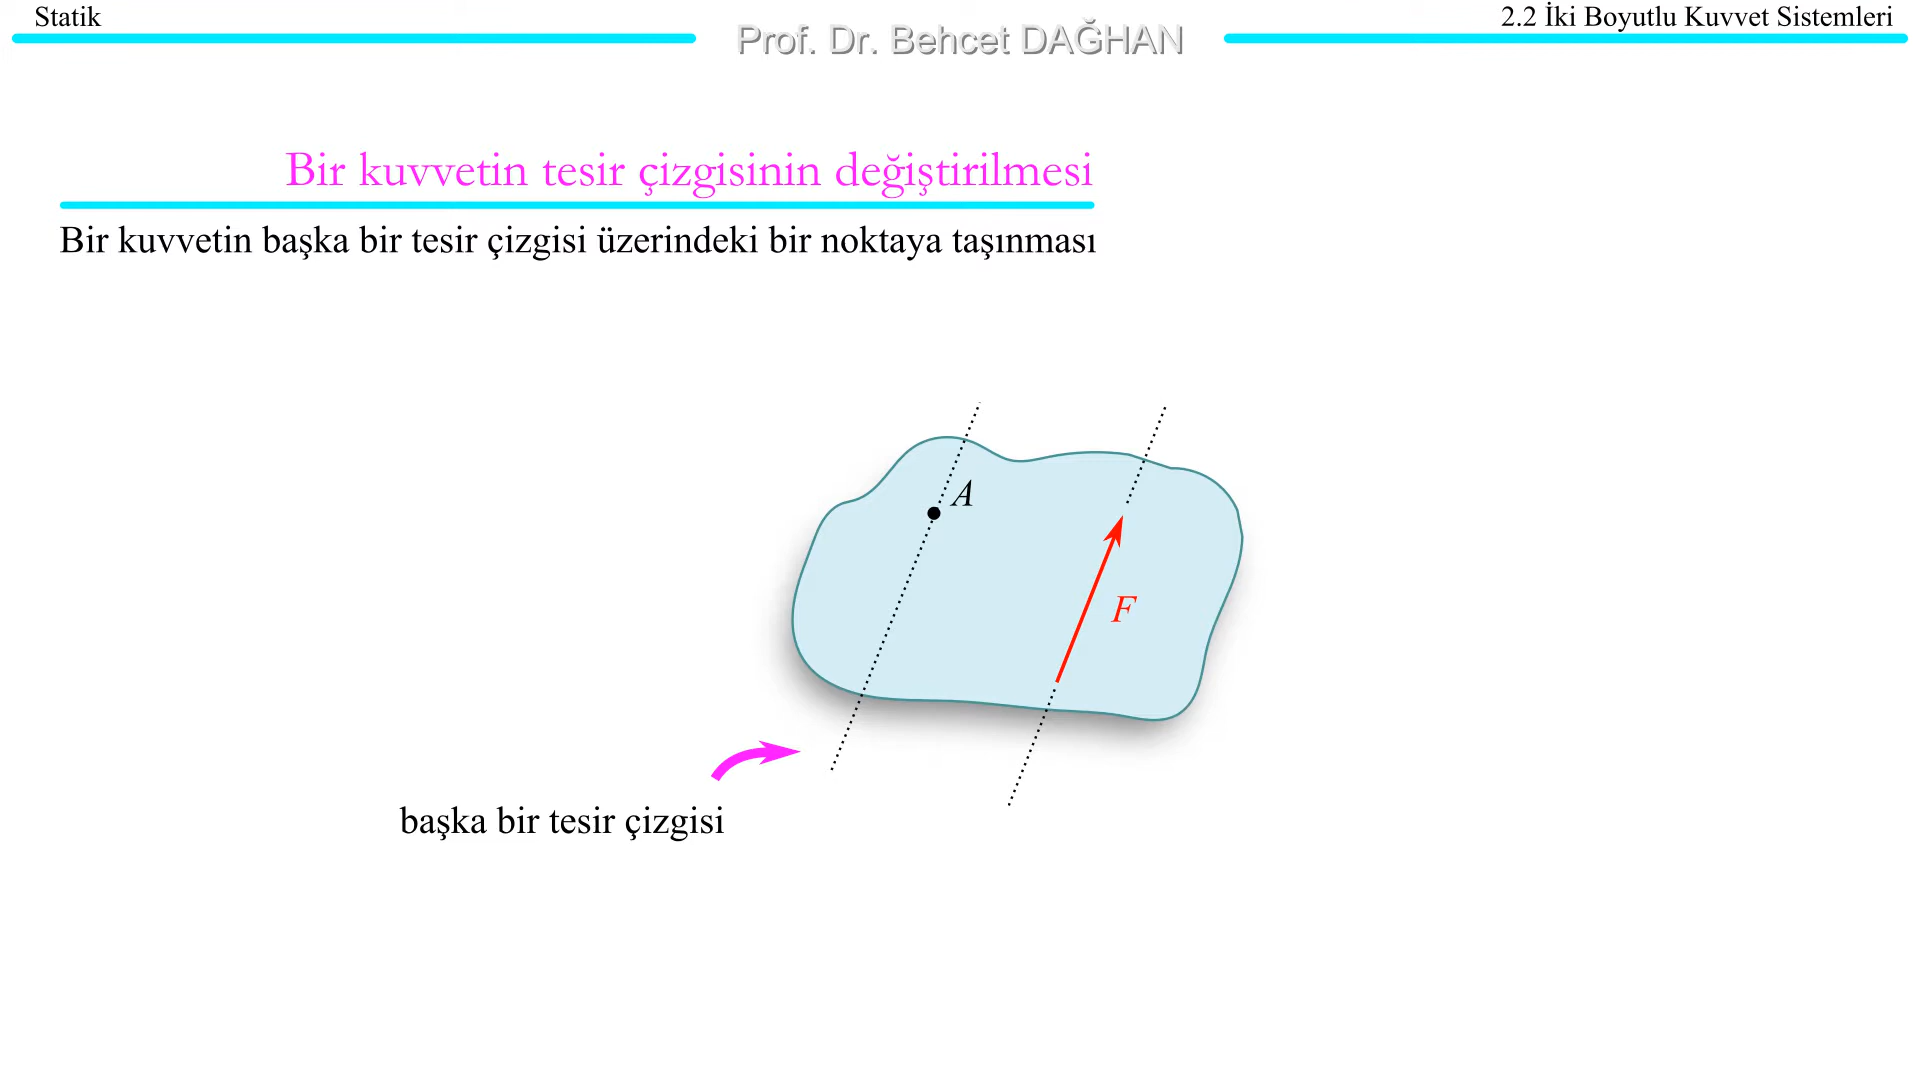 Statik
2.2 İki Boyutlu Kuvvet Sistemleri
Prof. Dr. Behcet DAĞHAN
Bir kuvvetin tesir çizgisinin değiştirilmesi
Bir kuvvetin başka bir tesir çizgisi üzerindeki bir noktaya taşınması
A
F
başka bir tesir çizgisi